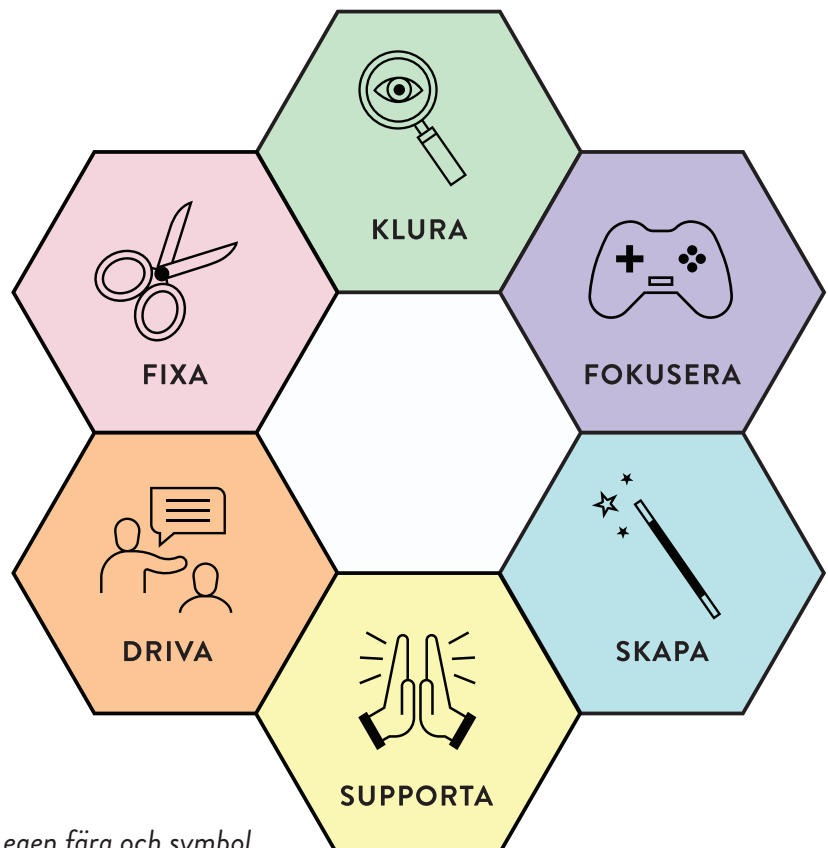 KLURA
FIXA
FOKUSERA
DRIVA
SKAPA
SUPPORTA
egen färg och symbol